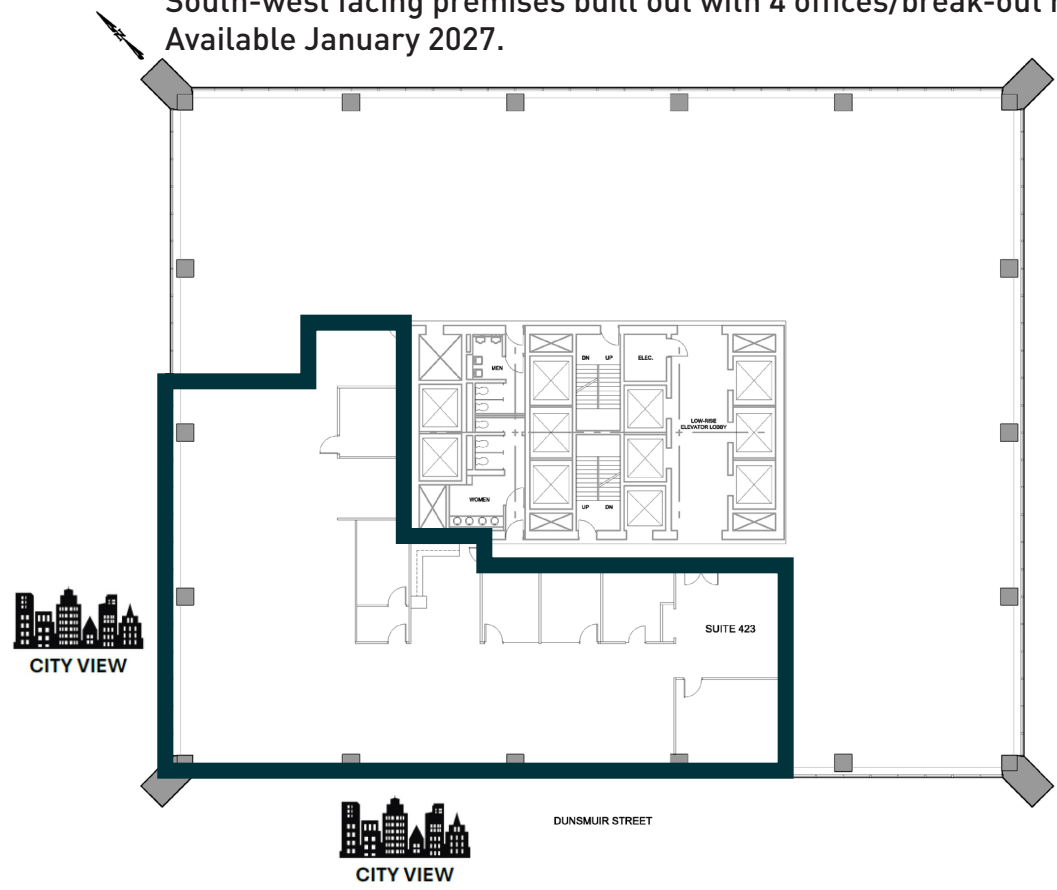 South-west facing premises built out with 4 offices/break-out
Available January 2027.
N
MEN
DN UP
ELEC.
LOW-RISE
ELEVATOR LOBBY
WOMEN
UP DN
SUITE 423
CITY VIEW
DUNSMUIR STREET
CITY VIEW